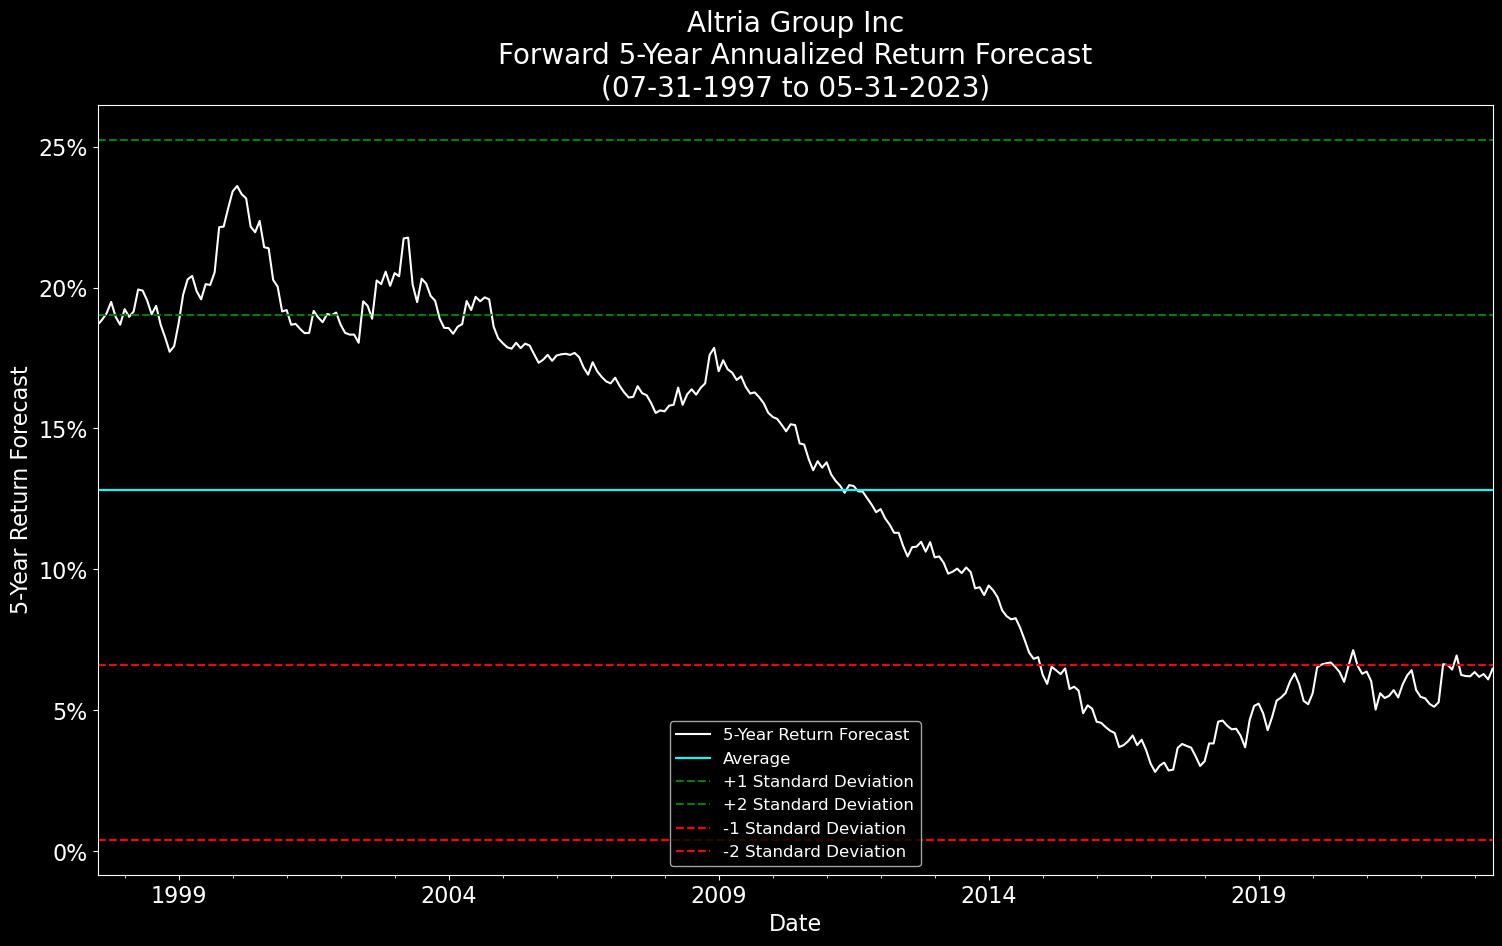 Altria Group Inc
Forward 5-Year Annualized Return Forecast
(07-31-1997 to 05-31-2023)
5-Year Return Forecast
25%
20%
15%
10%
5%
0%
5-Year Return Forecast
Average
+1 Standard Deviation
+2 Standard Deviation
-1 Standard Deviation
-2 Standard Deviation
1999 2004 2009 2014 2019
Date